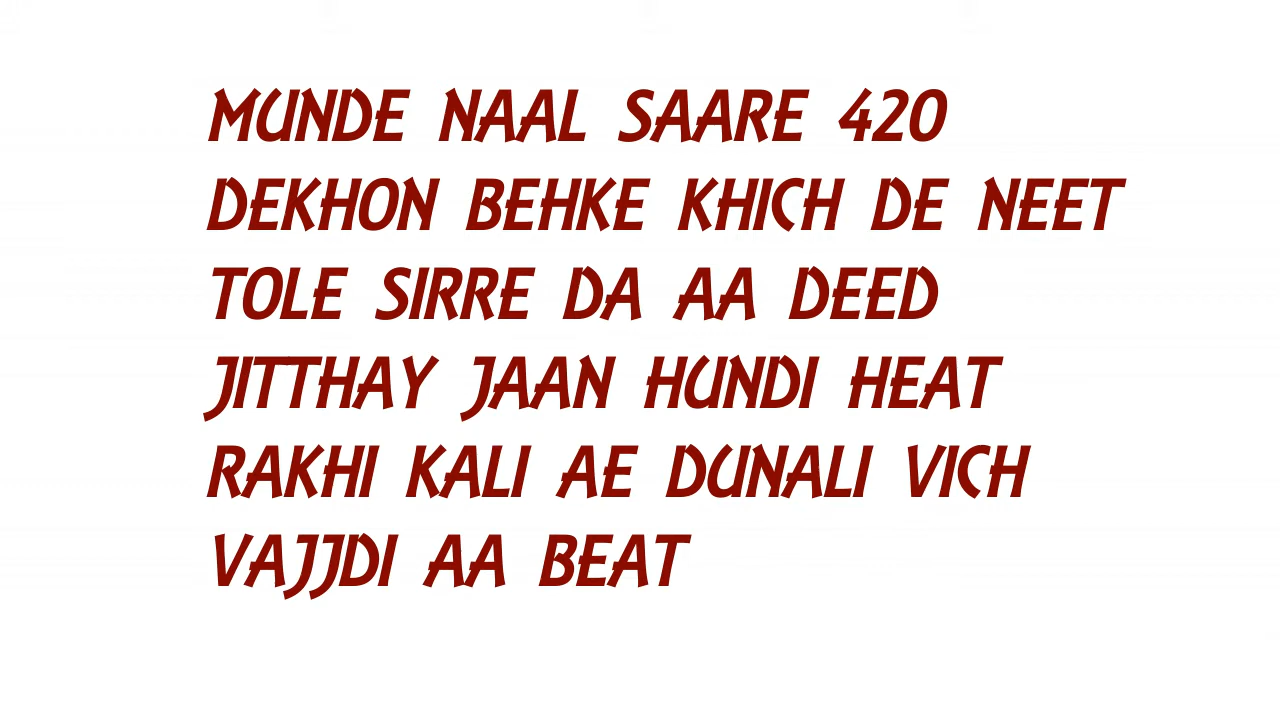 MUNDE NAAL SAARE 420
DEKHON BEHKE KHICH DE NEET
TOLE SIRRE DA AA DEED
JITTHAY JAAN HUNDI HEAT
RAKHI KALI AE DUNALI VICH
VAJJDI AA BEAT